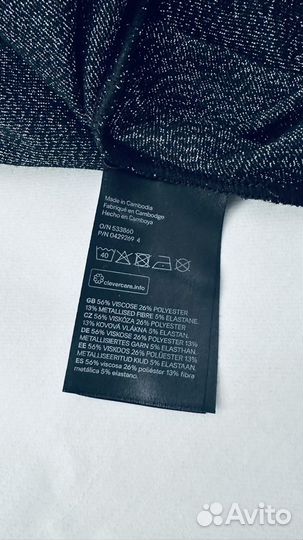 Made in Cambodia
Fabriqué en Cambodge
Hecho en Camboya
O/N 533860
P/N 0429269 4
40
clevercare.info
GB 56% VISCOSE 26% POLYESTER
13% METALLISED FIBRE 5% ELASTANE.
CZ 56% VISKÓZA 26% POLYESTER
13% KOVOVÁ VLÁKNA 5% ELASTAN.
DE 56% VISKOSE 26% POLYESTER 13%
METALLISIERTES GARN 5% ELASTHAN.
EE 56% VISKOOS 26% POLÜESTER 13%
METALLISEERITUD KIUD 5% ELASTAAN.
ES 56% viscosa 26% poliéster 13% fibra
metálica 5% elastano.
Avito